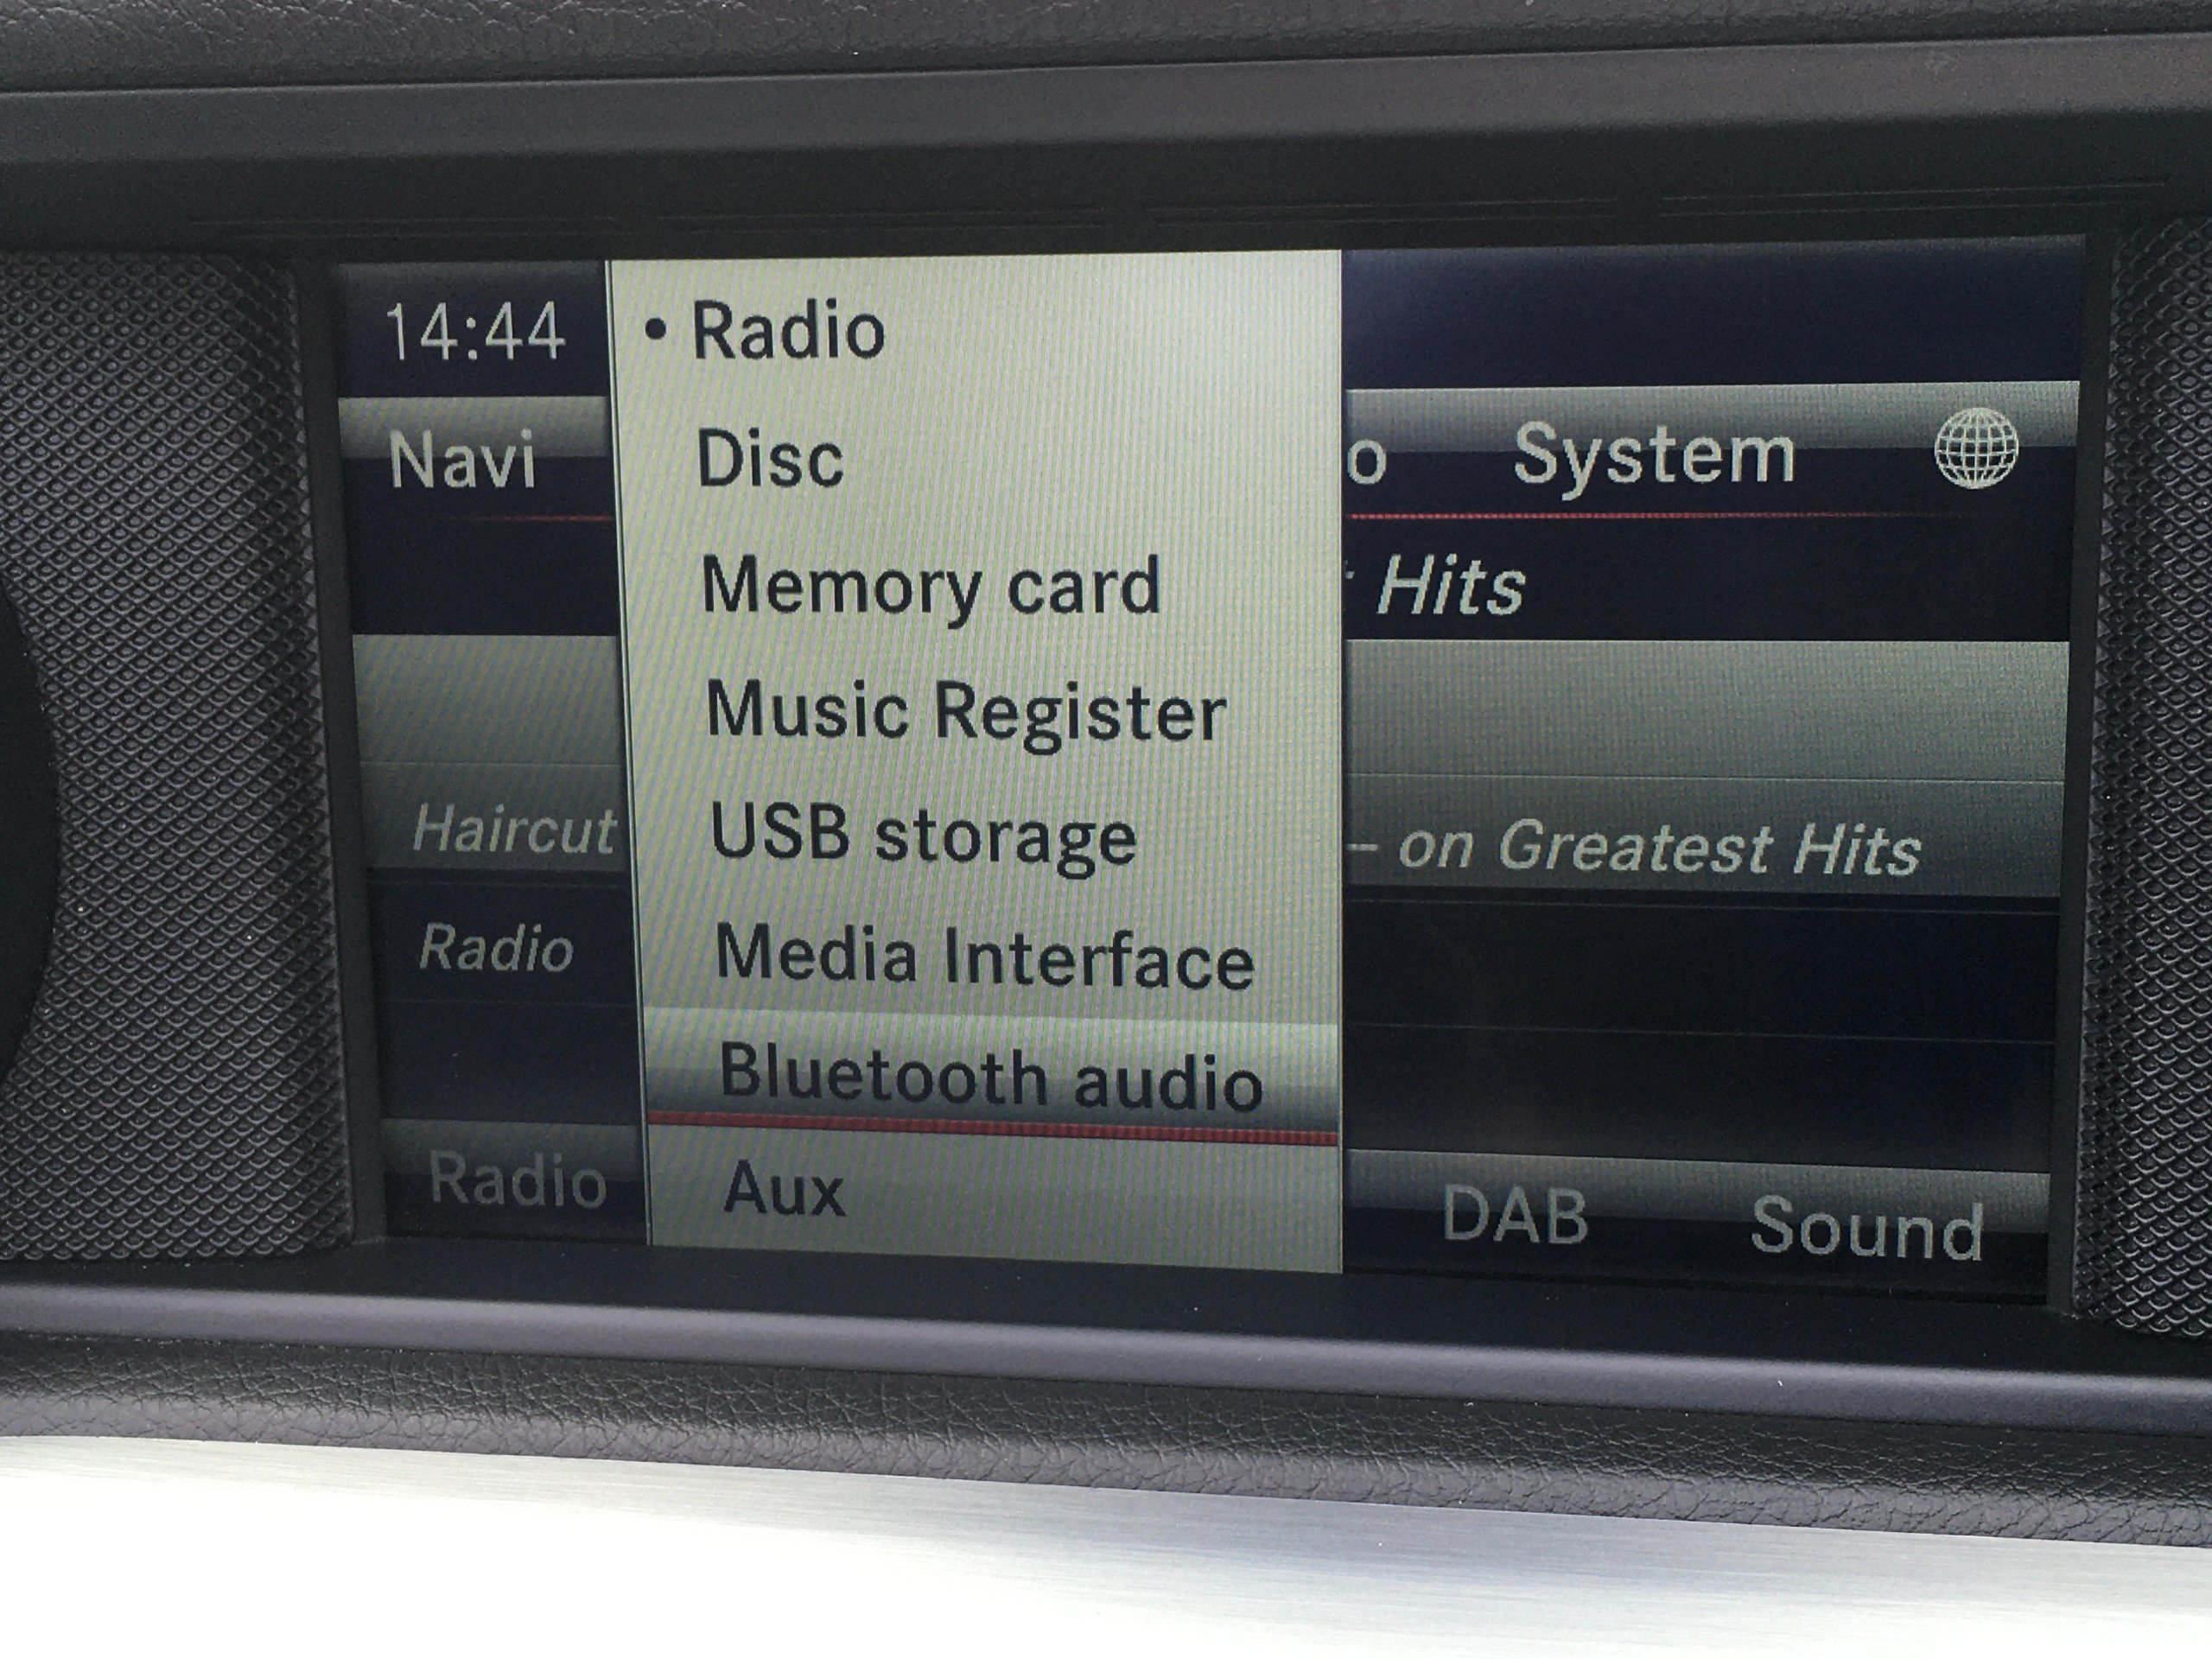 14:44
• Radio
Navi
Disc
o System
Memory card
Hits
Music Register
Haircut
USB storage
– on Greatest Hits
Radio
Media Interface
Bluetooth audio
Radio
Aux
DAB
Sound